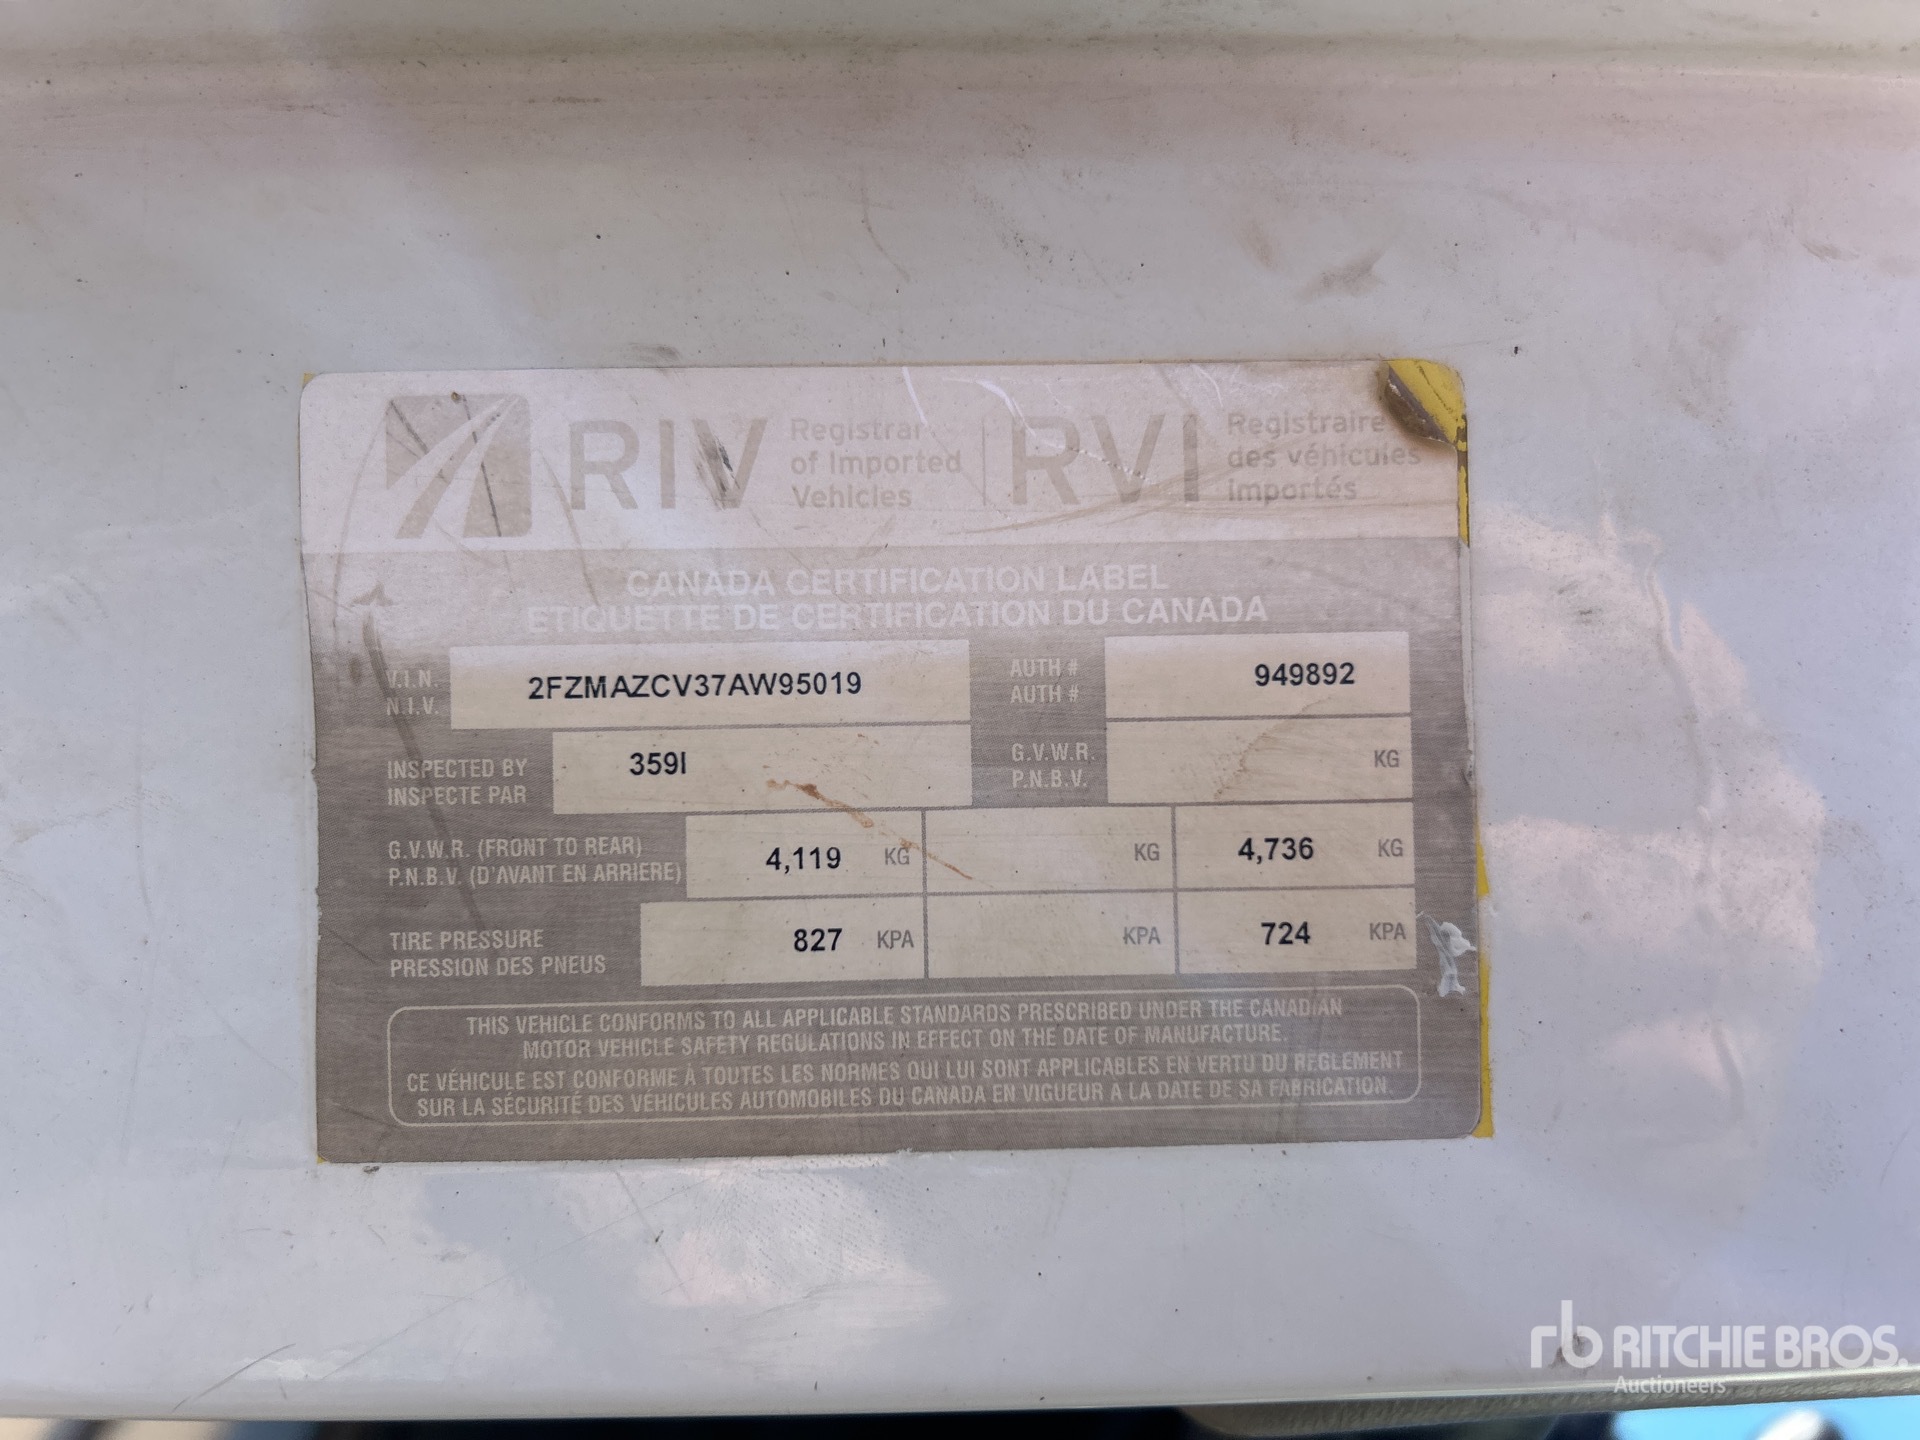 RIV Registrar of Imported Vehicles | RVI Registraire des véhicules importés
CANADA CERTIFICATION LABEL
ETIQUETTE DE CERTIFICATION DU CANADA
V.I.N.
N.I.V.
2FZMAZCV37AW95019
AUTH #
AUTH #
949892
INSPECTED BY
INSPECTE PAR
359I
G.V.W.R.
P.N.B.V.
KG
G.V.W.R. (FRONT TO REAR)
P.N.B.V. (D'AVANT EN ARRIERE)
4,119 KG
KG
4,736 KG
TIRE PRESSURE
PRESSION DES PNEUS
827 KPA
KPA
724 KPA
THIS VEHICLE CONFORMS TO ALL APPLICABLE STANDARDS PRESCRIBED UNDER THE CANADIAN
MOTOR VEHICLE SAFETY REGULATIONS IN EFFECT ON THE DATE OF MANUFACTURE.
CE VÉHICULE EST CONFORME À TOUTES LES NORMES QUI LUI SONT APPLICABLES EN VERTU DU REGLEMENT
SUR LA SÉCURITÉ DES VÉHICULES AUTOMOBILES DU CANADA EN VIGUEUR A LA DATE DE SA FABRICATION.
rb RITCHIE BROS.
Auctioneers